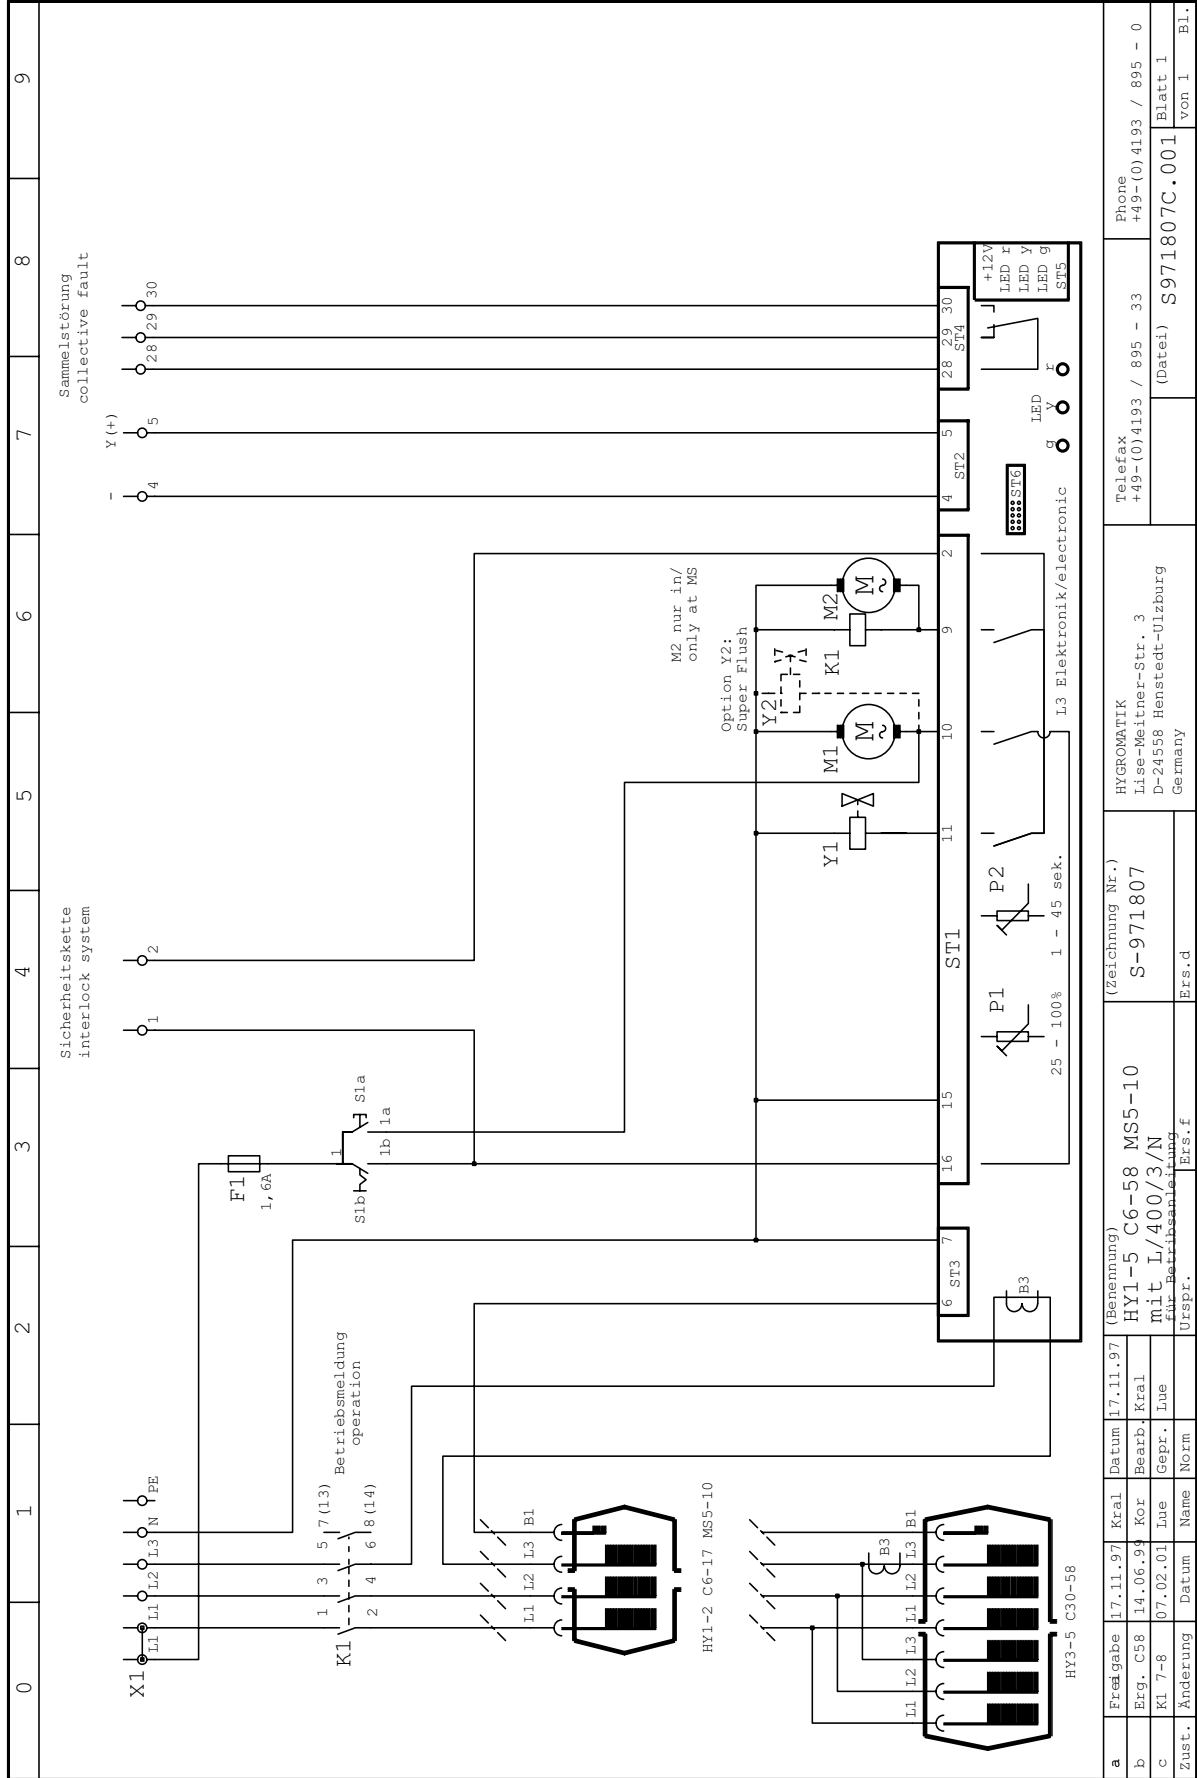 0 1 2 3 4 5 6 7 8 9
X1
L1 L1 L2 L3 N PE
Sicherheitskette
interlock system
1 2
- Y(+)
4 5
Sammelstörung
collective fault
28 29 30
F1
1,6A
S1b 1 S1a
1b 1a
K1
1 3 5 7(13)
2 4 6 8(14)
Betriebsmeldung
operation
L1 L2 L3 B1
HY1-2 C6-17 MS5-10
L1 L2 L3 L1 L2 L3 B1
B3
HY3-5 C30-58
M2 nur in/
only at MS
Option Y2:
Super Flush
Y2
Y1 M1 K1 M2
M M
6 7
ST3
16 15 11 10 9 2
ST1
4 5
ST2
28 29 30
ST4
+12V
LED r
LED y
LED g
ST5
ST6
LED
g y r
B3
P1
25 - 100%
P2
1 - 45 sek.
L3 Elektronik/electronic
a Freigabe 17.11.97 Kral Datum 17.11.97
b Erg. C58 14.06.99 Kor Bearb. Kral
c K1 7-8 07.02.01 Lue Gepr. Lue
Zust. Änderung Datum Name Norm
(Benennung)
HY1-5 C6-58 MS5-10
mit L/400/3/N
für Betribsanleitung
Urspr. Ers.f Ers.d
(Zeichnung Nr.)
S-971807
HYGROMATIK
Lise-Meitner-Str. 3
D-24558 Henstedt-Ulzburg
Germany
Telefax
+49-(0)4193 / 895 - 33
Phone
+49-(0)4193 / 895 - 0
(Datei) S971807C.001
Blatt 1
von 1 Bl.